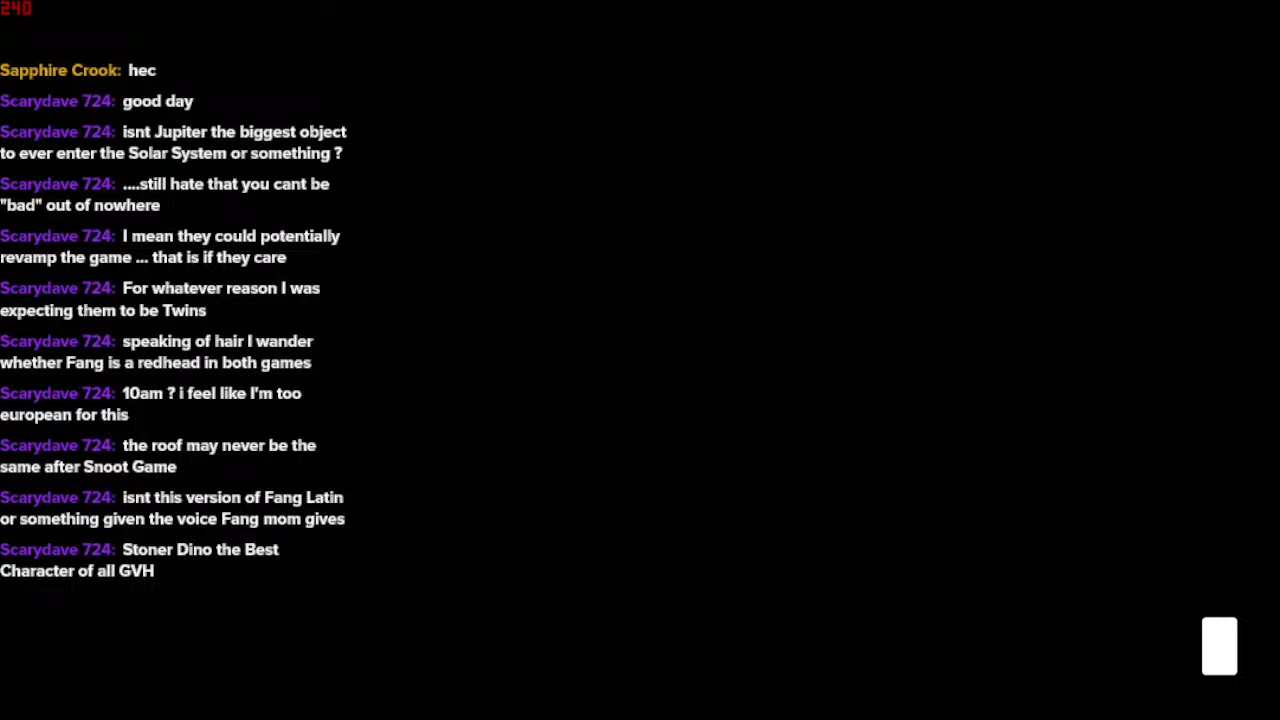 240
Sapphire Crook: hec
Scarydave 724: good day
Scarydave 724: isnt Jupiter the biggest object
to ever enter the Solar System or something ?
Scarydave 724: ....still hate that you cant be
"bad" out of nowhere
Scarydave 724: I mean they could potentially
revamp the game ... that is if they care
Scarydave 724: For whatever reason I was
expecting them to be Twins
Scarydave 724: speaking of hair I wander
whether Fang is a redhead in both games
Scarydave 724: 10am ? i feel like I'm too
european for this
Scarydave 724: the roof may never be the
same after Snoot Game
Scarydave 724: isnt this version of Fang Latin
or something given the voice Fang mom gives
Scarydave 724: Stoner Dino the Best
Character of all GVH